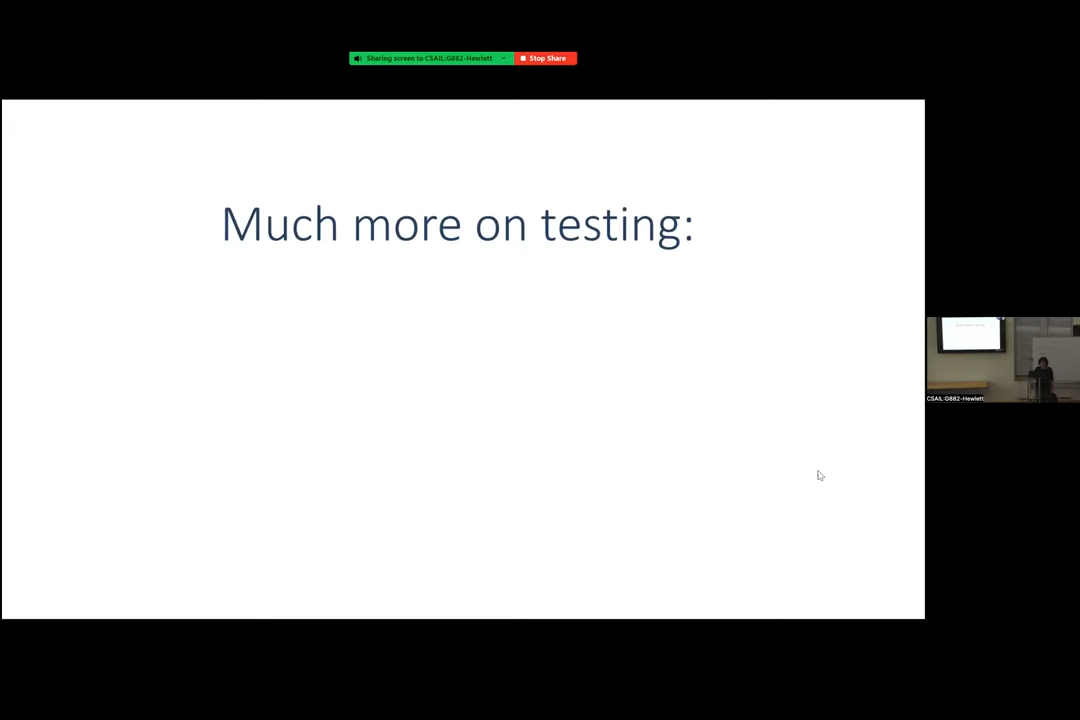 Sharing screen to CSAIL:G882-Hewlett
Stop Share
Much more on testing:
CSAIL:G882-Hewlett